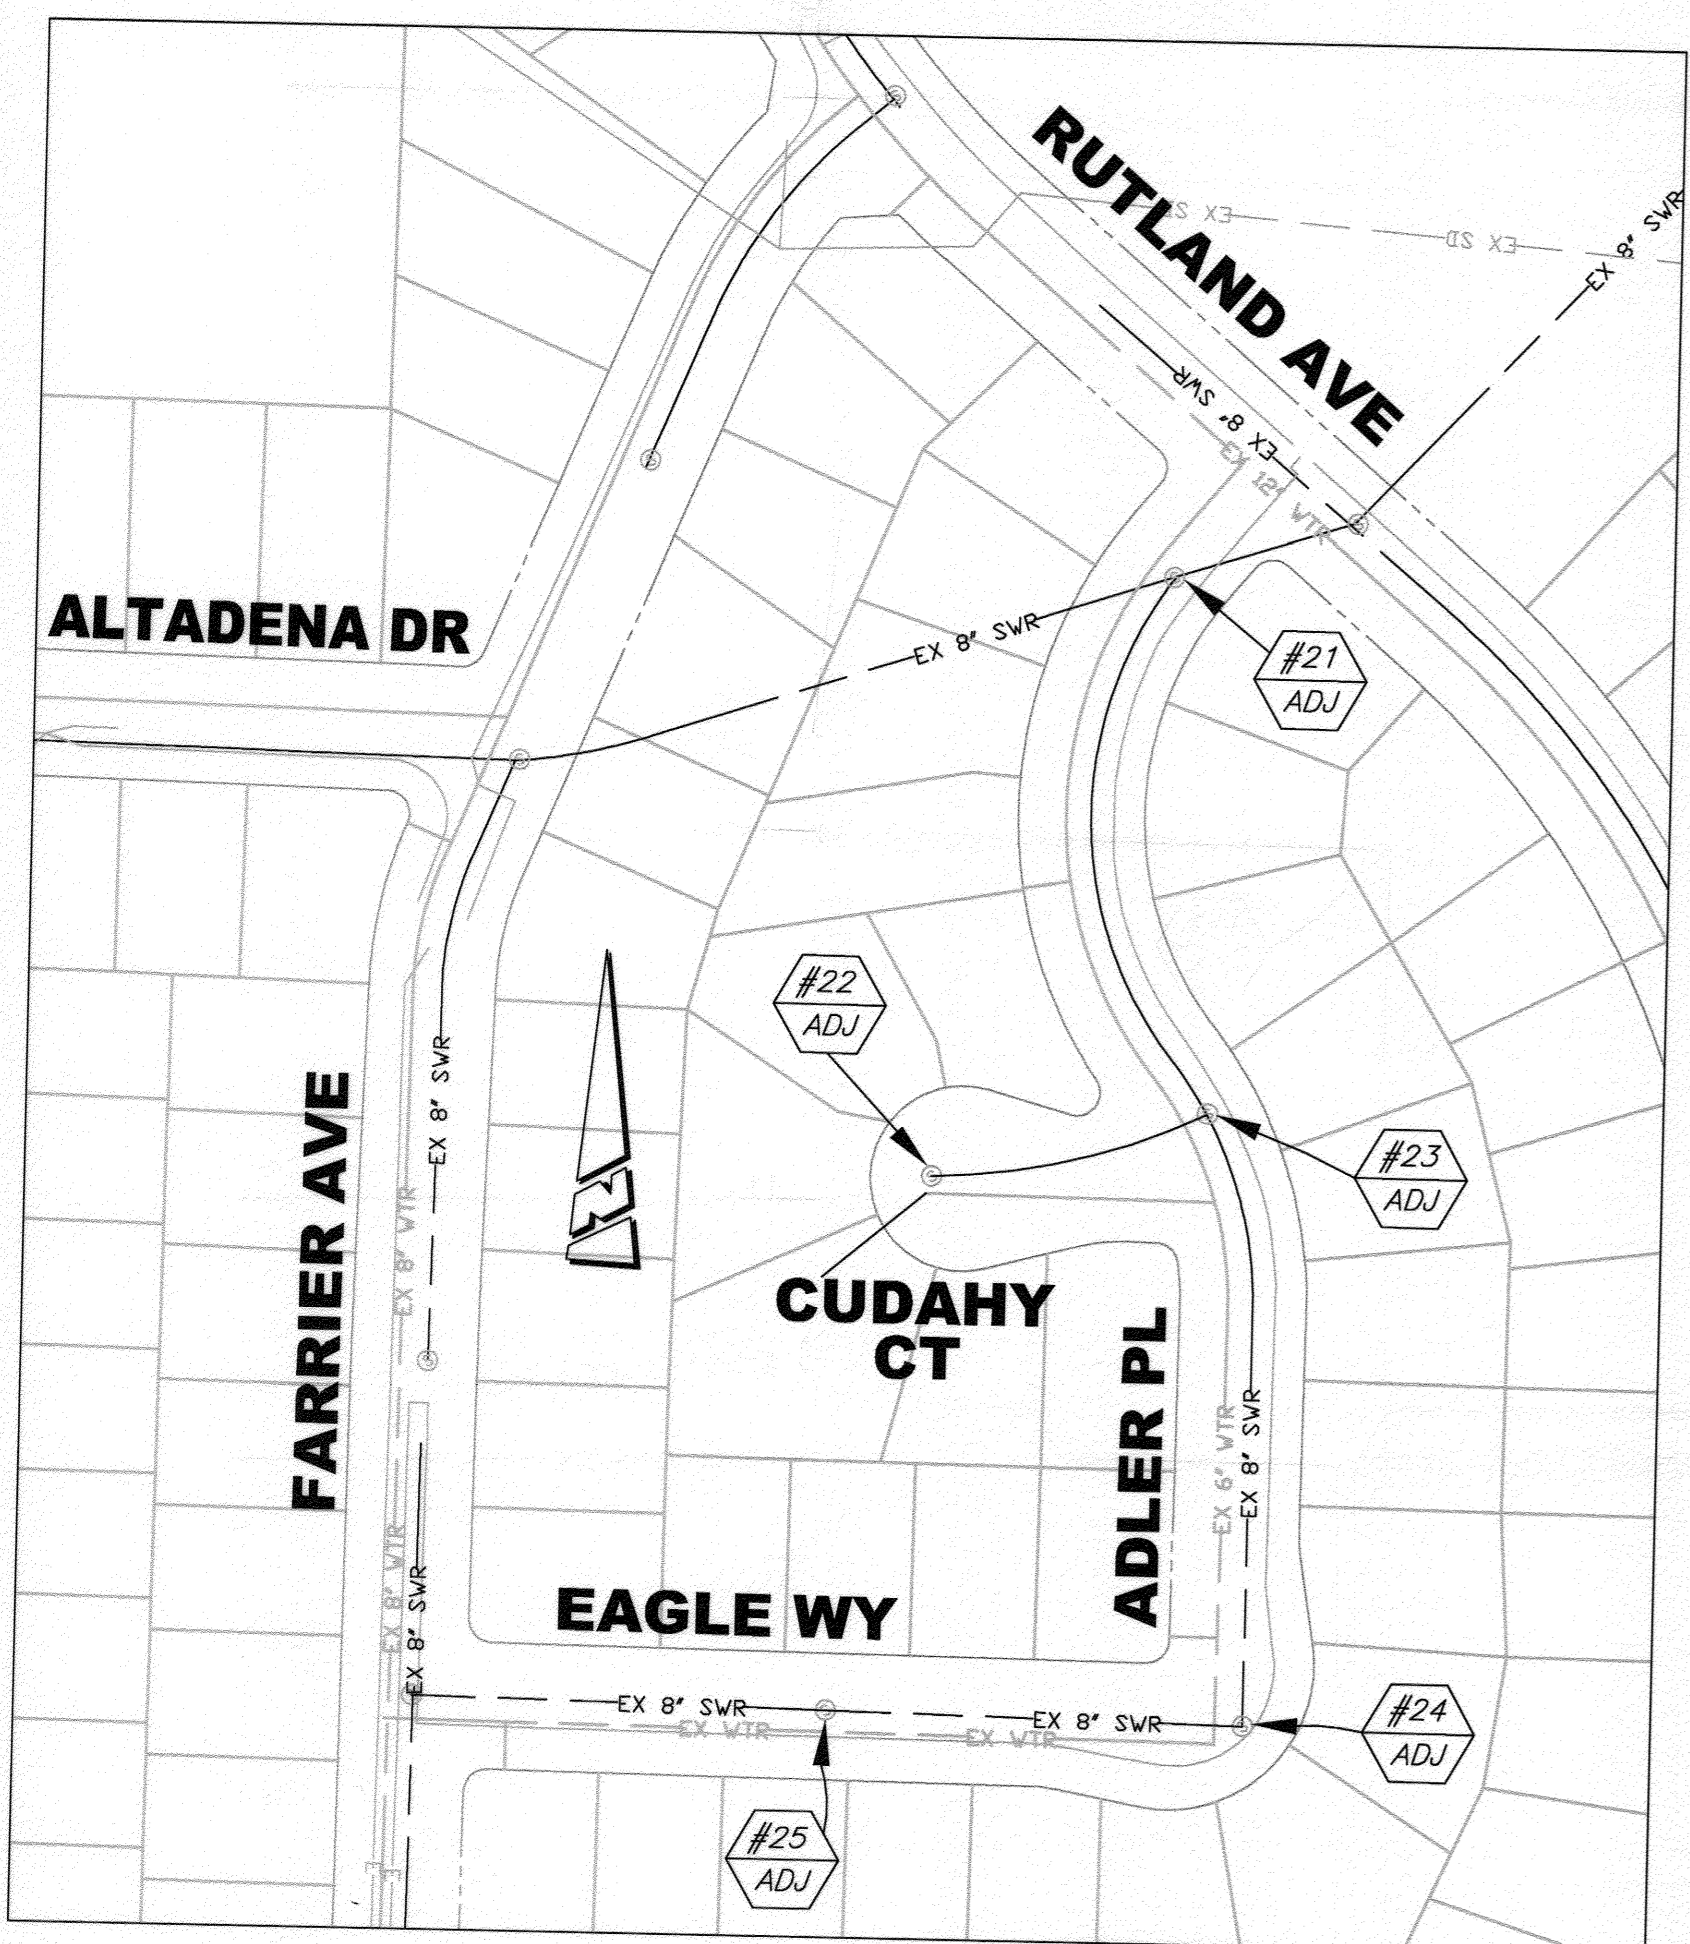 RUTLAND AVE
EX SD
EX SD
EX 8" SWR
EX 8" SWR
EX 12" WTR
ALTADENA DR
EX 8" SWR
#21
ADJ
#22
ADJ
EX 8" SWR
FARRIER AVE
EX 8" WTR
#23
ADJ
CUDAHY
CT
ADLER PL
EX 6" WTR
EX 8" SWR
EX 8" WTR
EX 8" SWR
EAGLE WY
EX 8" SWR
EX WTR
EX 8" SWR
EX WTR
#24
ADJ
#25
ADJ